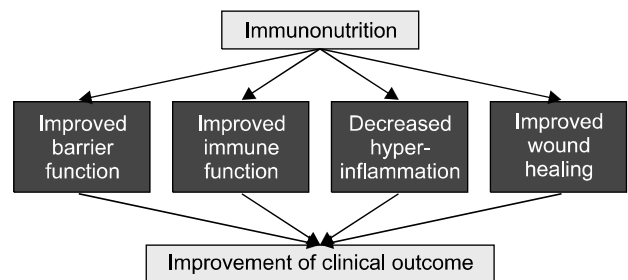 Immunonutrition
Improved
barrier
function
Improved
immune
function
Decreased
hyper-
inflammation
Improved
wound
healing
Improvement of clinical outcome